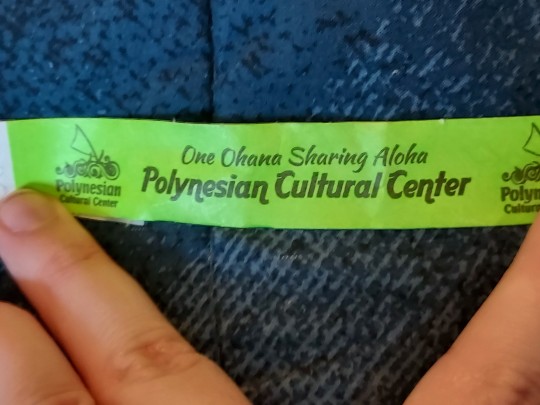 One Ohana Sharing Aloha
Polynesian Cultural Center
Polynesian
Cultural Center
Polyn
Cultur